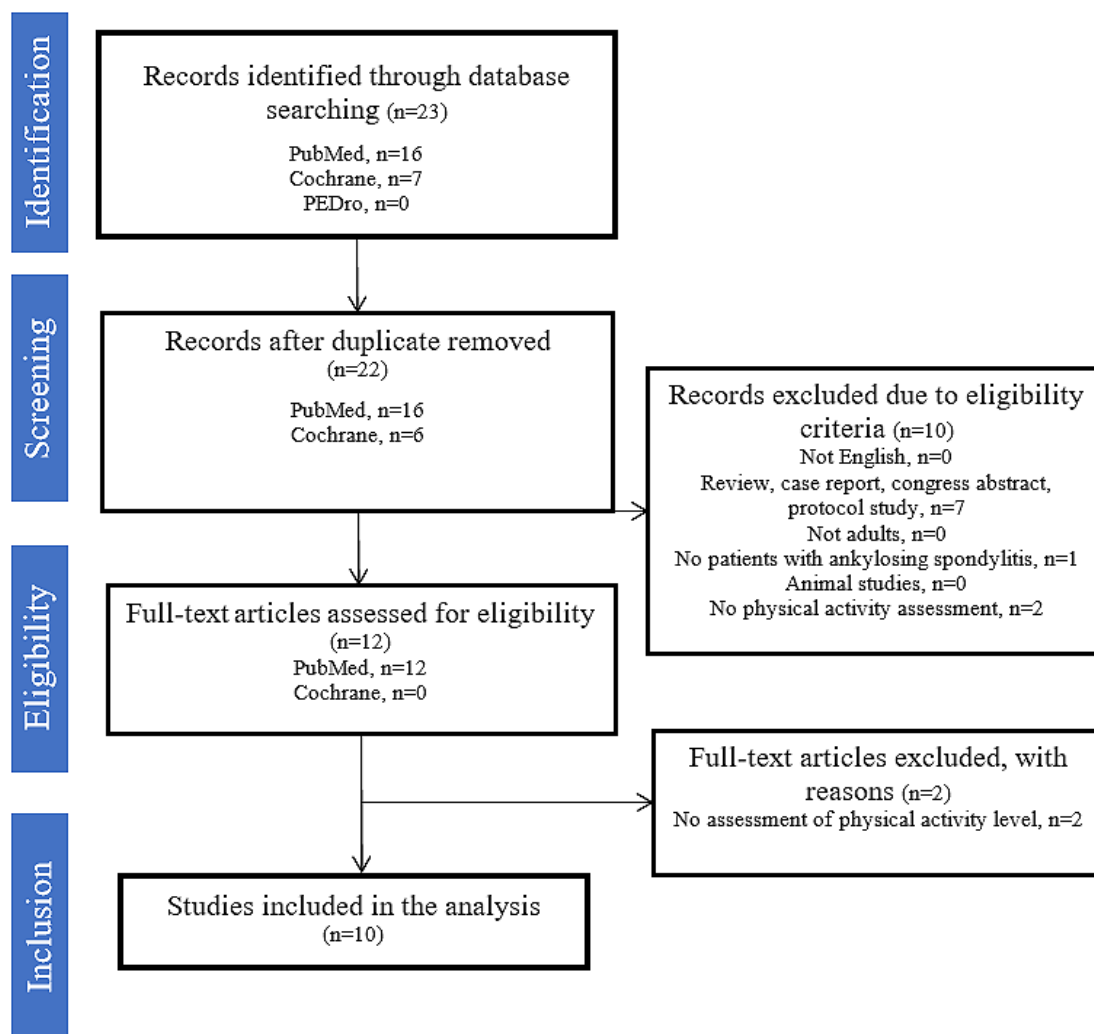 Identification
Records identified through database
searching (n=23)
PubMed, n=16
Cochrane, n=7
PEDro, n=0
Screening
Records after duplicate removed
(n=22)
PubMed, n=16
Cochrane, n=6
Records excluded due to eligibility
criteria (n=10)
Not English, n=0
Review, case report, congress abstract,
protocol study, n=7
Not adults, n=0
No patients with ankylosing spondylitis, n=1
Animal studies, n=0
No physical activity assessment, n=2
Eligibility
Full-text articles assessed for eligibility
(n=12)
PubMed, n=12
Cochrane, n=0
Full-text articles excluded, with
reasons (n=2)
No assessment of physical activity level, n=2
Inclusion
Studies included in the analysis
(n=10)